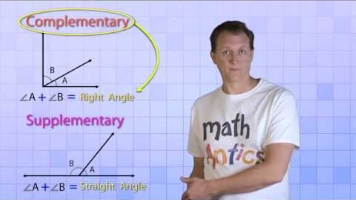 Complementary
B
A
∠A + ∠B = Right Angle
Supplementary
B
A
∠A + ∠B = Straight Angle
math
Antics